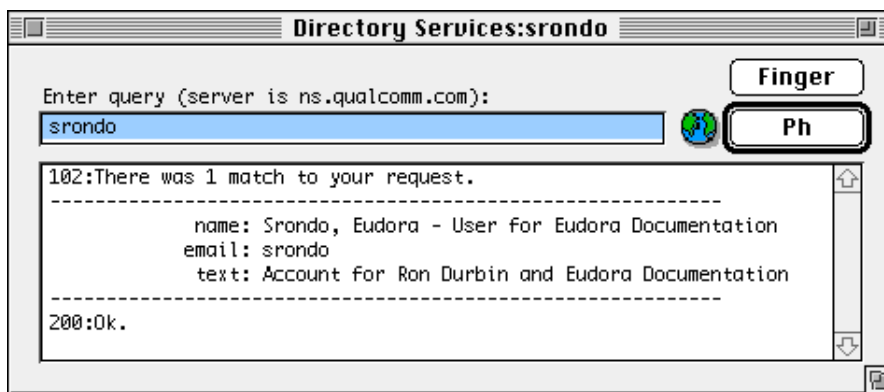 Directory Services:srondo
Finger
Enter query (server is ns.qualcomm.com):
srondo
Ph
102:There was 1 match to your request.
------------------------------------------------------------
name: Srondo, Eudora - User for Eudora Documentation
email: srondo
text: Account for Ron Durbin and Eudora Documentation
------------------------------------------------------------
200:Ok.